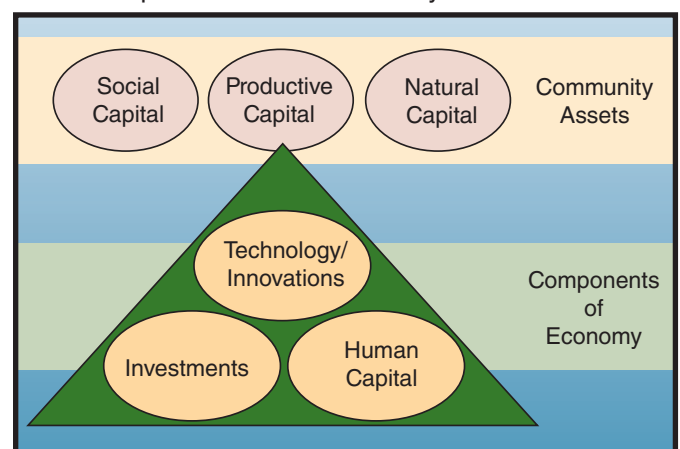 Social
Capital
Productive
Capital
Natural
Capital
Community
Assets
Technology/
Innovations
Components
of
Economy
Investments
Human
Capital